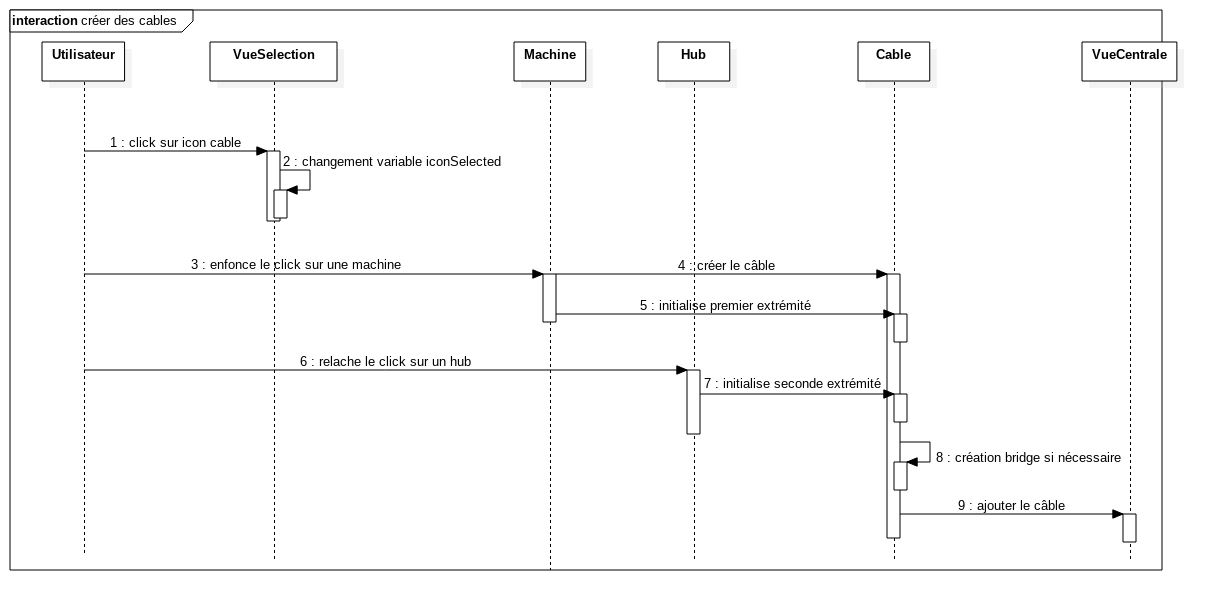 interaction créer des cables
Utilisateur
VueSelection
Machine
Hub
Cable
VueCentrale
1 : click sur icon cable
2 : changement variable iconSelected
3 : enfonce le click sur une machine
4 : créer le câble
5 : initialise premier extrémité
6 : relache le click sur un hub
7 : initialise seconde extrémité
8 : création bridge si nécessaire
9 : ajouter le câble